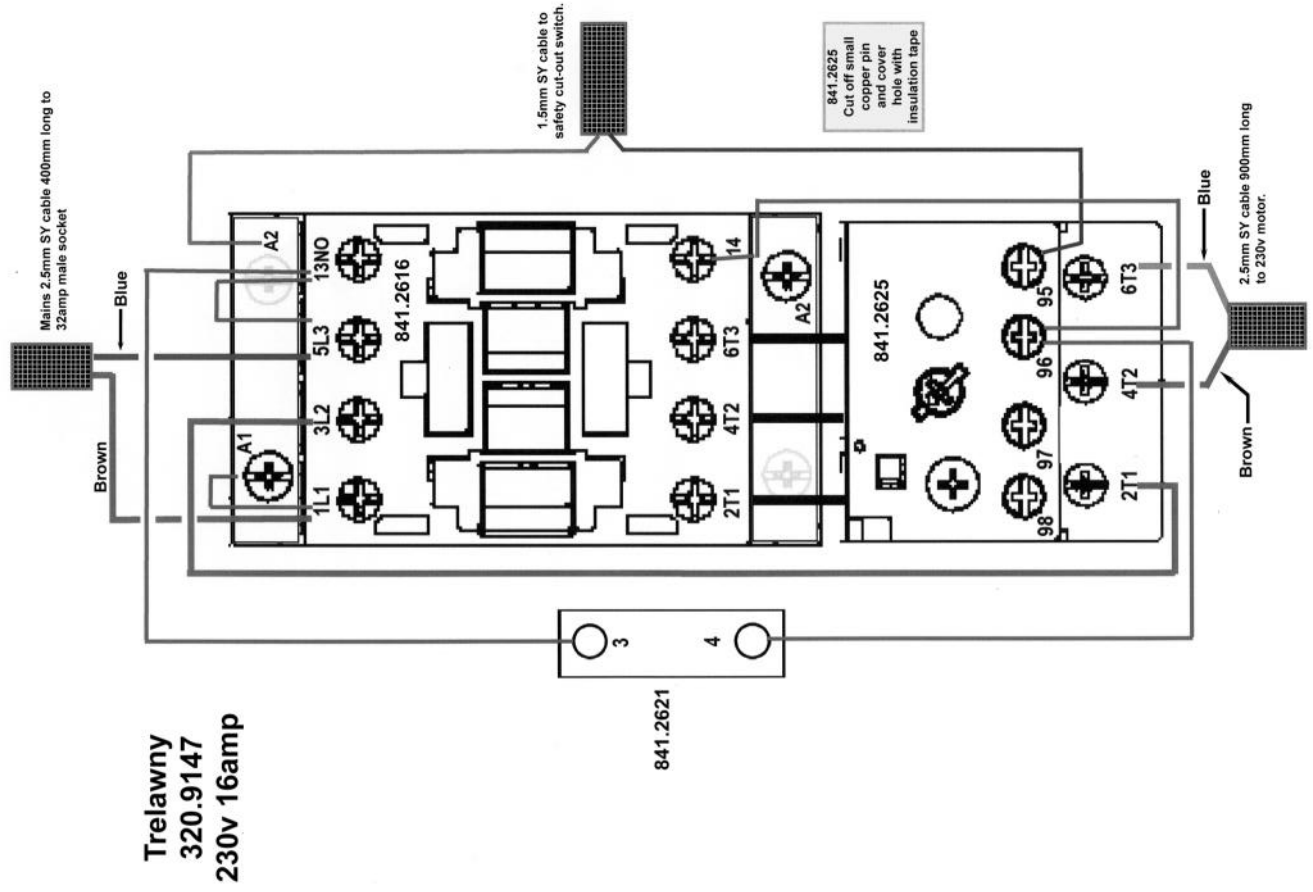 Trelawny
320.9147
230v 16amp
Mains 2.5mm SY cable 400mm long to
32amp male socket
Brown
Blue
1.5mm SY cable to
safety cut-out switch.
841.2625
Cut off small
copper pin
and cover
hole with
insulation tape
A1
A2
1L1
3L2
5L3
13NO
841.2616
2T1
4T2
6T3
14
A2
841.2625
98
97
96
95
2T1
4T2
6T3
3
4
841.2621
Brown
Blue
2.5mm SY cable 900mm long
to 230v motor.